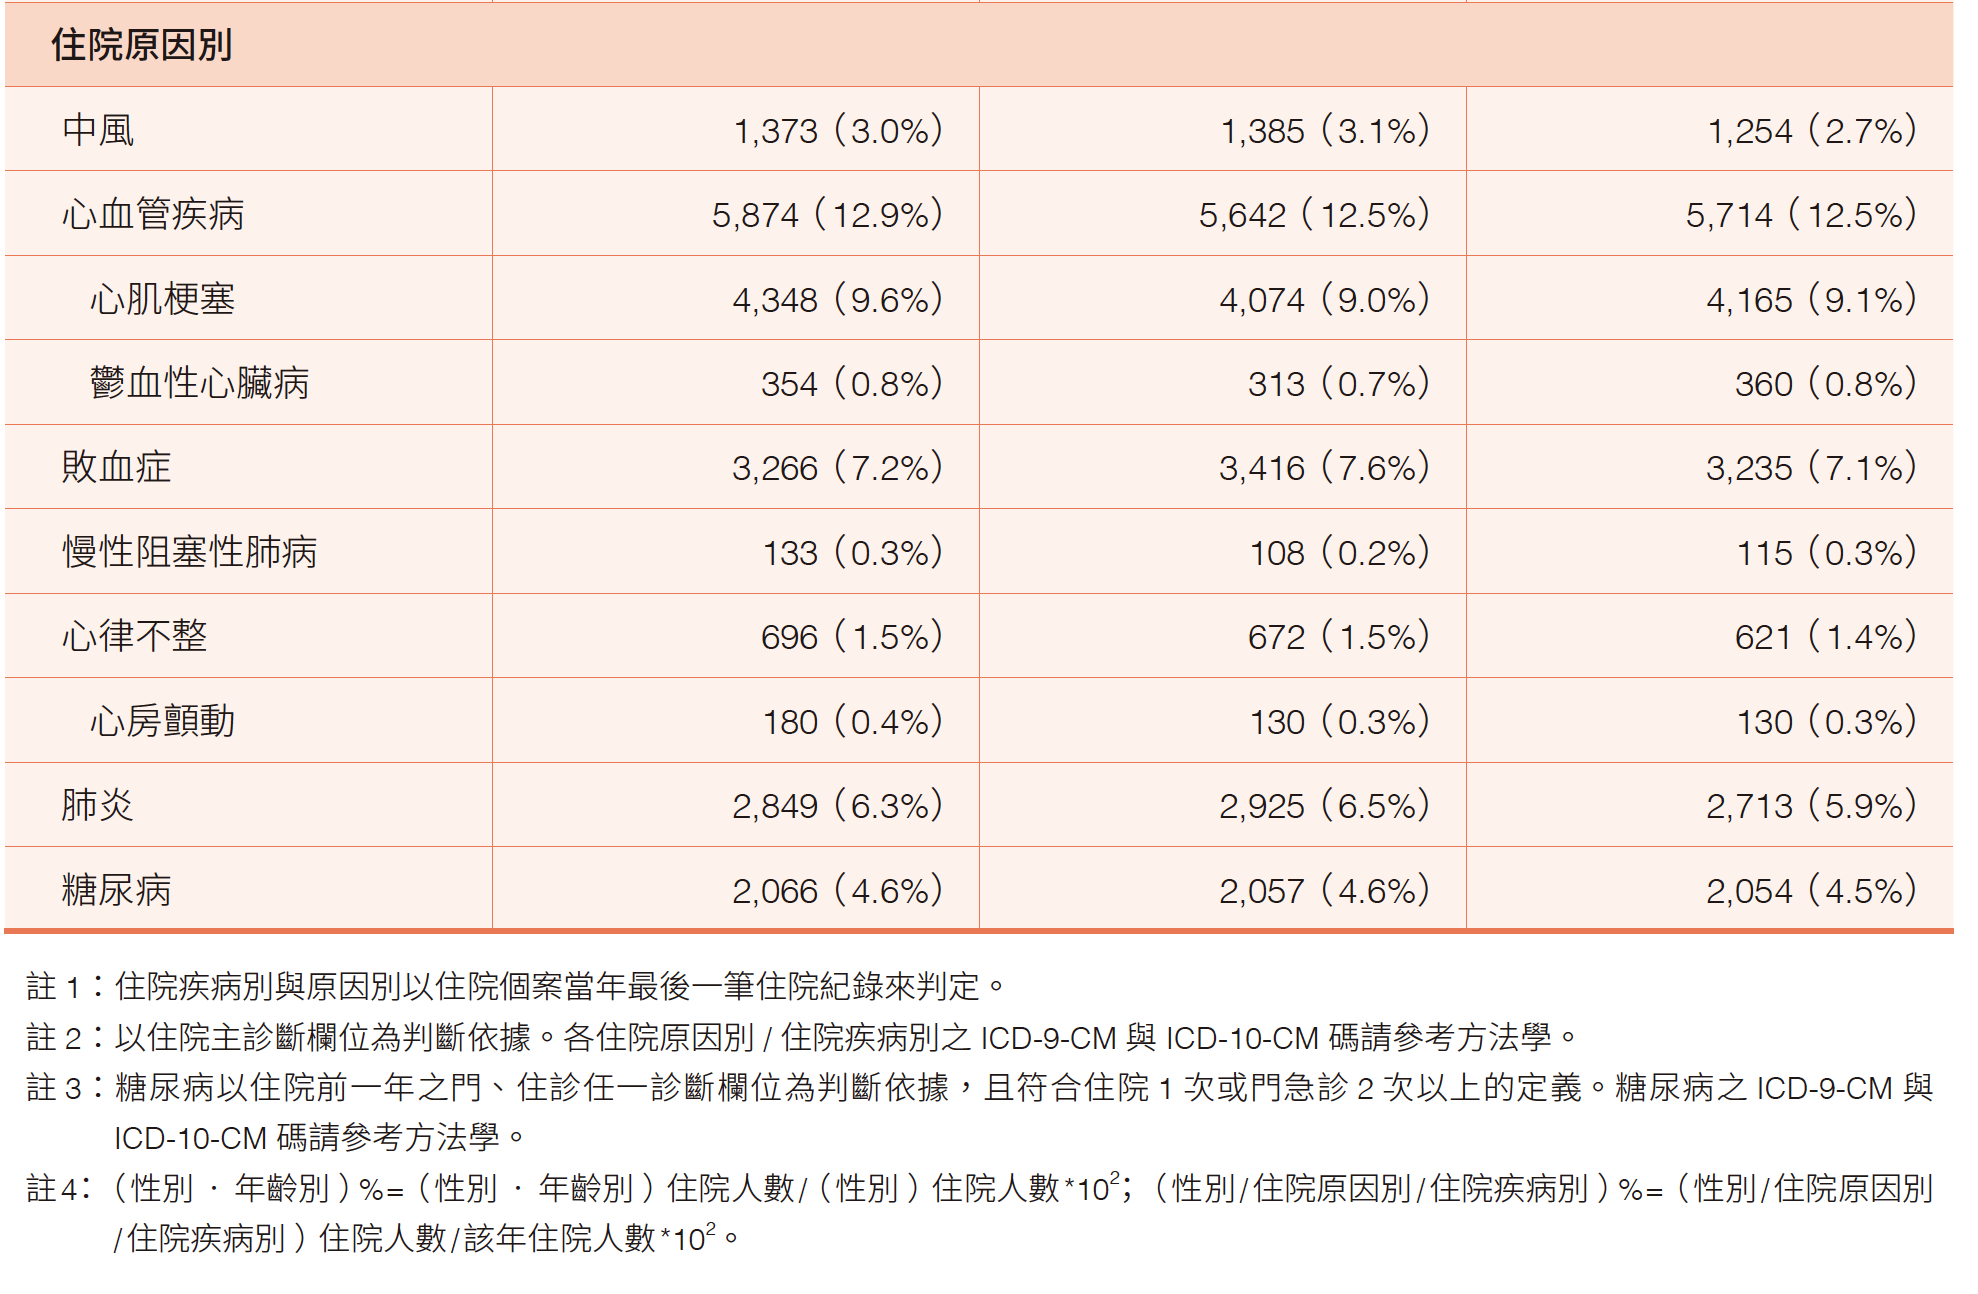 住院原因別
中風 1,373（3.0%） 1,385（3.1%） 1,254（2.7%）
心血管疾病 5,874（12.9%） 5,642（12.5%） 5,714（12.5%）
心肌梗塞 4,348（9.6%） 4,074（9.0%） 4,165（9.1%）
鬱血性心臟病 354（0.8%） 313（0.7%） 360（0.8%）
敗血症 3,266（7.2%） 3,416（7.6%） 3,235（7.1%）
慢性阻塞性肺病 133（0.3%） 108（0.2%） 115（0.3%）
心律不整 696（1.5%） 672（1.5%） 621（1.4%）
心房顫動 180（0.4%） 130（0.3%） 130（0.3%）
肺炎 2,849（6.3%） 2,925（6.5%） 2,713（5.9%）
糖尿病 2,066（4.6%） 2,057（4.6%） 2,054（4.5%）
註 1：住院疾病別與原因別以住院個案當年最後一筆住院紀錄來判定。
註 2：以住院主診斷欄位為判斷依據。各住院原因別 / 住院疾病別之 ICD-9-CM 與 ICD-10-CM 碼請參考方法學。
註 3：糖尿病以住院前一年之門、住診任一診斷欄位為判斷依據，且符合住院 1 次或門急診 2 次以上的定義。糖尿病之 ICD-9-CM 與
ICD-10-CM 碼請參考方法學。
註4：（性別 · 年齡別）%=（性別 · 年齡別）住院人數/（性別）住院人數*10²；（性別/住院原因別/住院疾病別）%=（性別/住院原因別
/住院疾病別）住院人數/該年住院人數*10²。